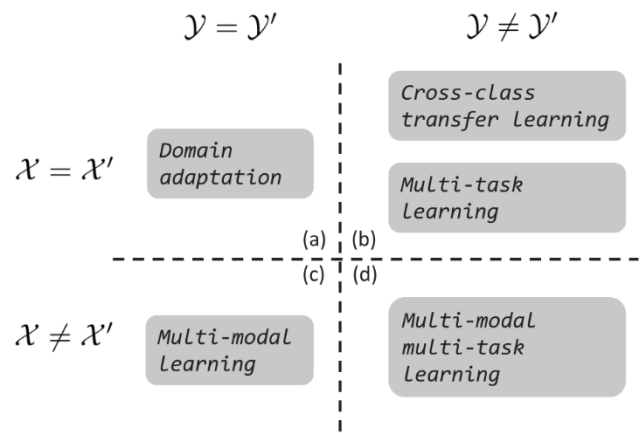 𝒴 = 𝒴′
𝒴 ≠ 𝒴′
Cross-class
transfer learning
𝒳 = 𝒳′
Domain
adaptation
Multi-task
learning
(a)
(b)
(c)
(d)
𝒳 ≠ 𝒳′
Multi-modal
learning
Multi-modal
multi-task
learning